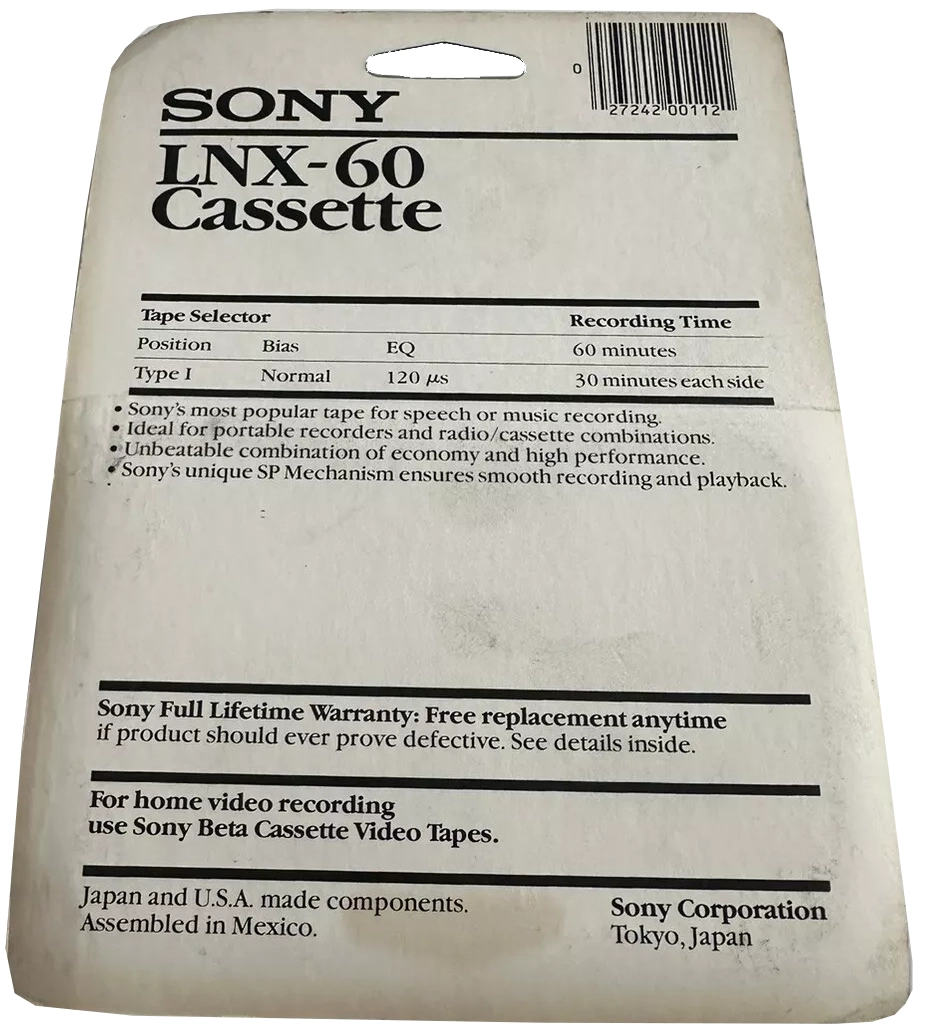 0
27242 00112
SONY
LNX-60
Cassette
Tape Selector Recording Time
Position Bias EQ 60 minutes
Type I Normal 120 μs 30 minutes each side
• Sony's most popular tape for speech or music recording.
• Ideal for portable recorders and radio/cassette combinations.
• Unbeatable combination of economy and high performance.
• Sony's unique SP Mechanism ensures smooth recording and playback.
Sony Full Lifetime Warranty: Free replacement anytime
if product should ever prove defective. See details inside.
For home video recording
use Sony Beta Cassette Video Tapes.
Japan and U.S.A. made components.
Assembled in Mexico.
Sony Corporation
Tokyo, Japan